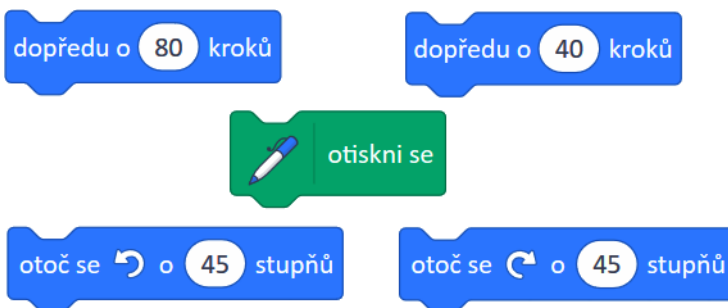 dopředu o 80 kroků
dopředu o 40 kroků
otiskni se
otoč se o 45 stupňů
otoč se o 45 stupňů